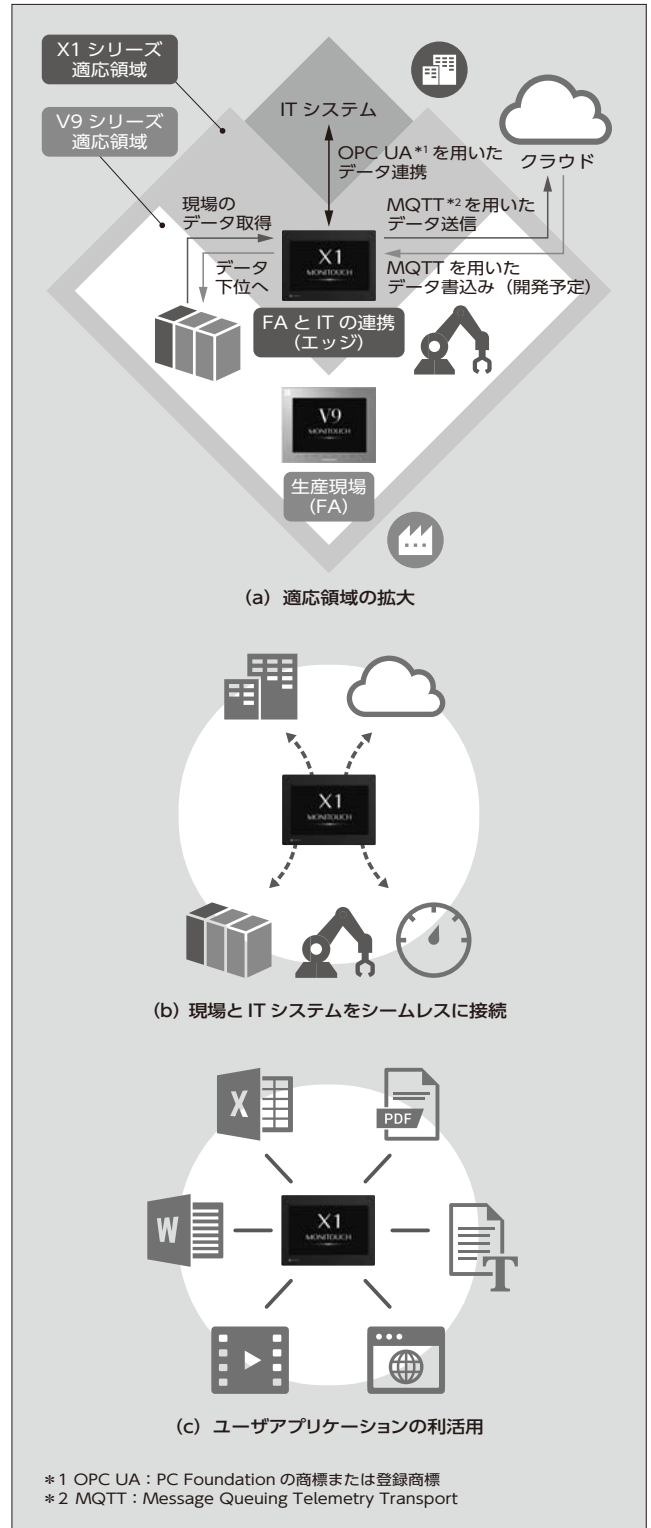 X1 シリーズ
適応領域
V9 シリーズ
適応領域
IT システム
OPC UA*1 を用いた
データ連携
クラウド
現場の
データ取得
MQTT*2 を用いた
データ送信
データ
下位へ
X1
MONITOUCH
MQTT を用いた
データ書込み（開発予定）
FA と IT の連携
（エッジ）
V9
MONITOUCH
生産現場
（FA）
(a) 適応領域の拡大
X1
MONITOUCH
(b) 現場と IT システムをシームレスに接続
X
PDF
W
X1
MONITOUCH
T
(c) ユーザアプリケーションの利活用
＊1 OPC UA：PC Foundation の商標または登録商標
＊2 MQTT：Message Queuing Telemetry Transport